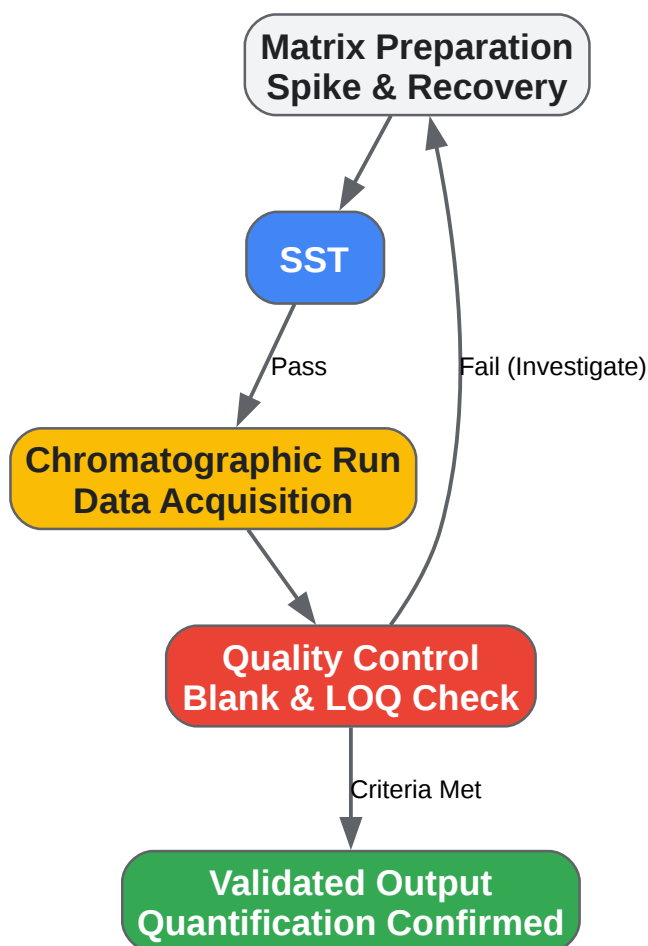 Matrix Preparation
Spike & Recovery
SST
Pass
Fail (Investigate)
Chromatographic Run
Data Acquisition
Quality Control
Blank & LOQ Check
Criteria Met
Validated Output
Quantification Confirmed